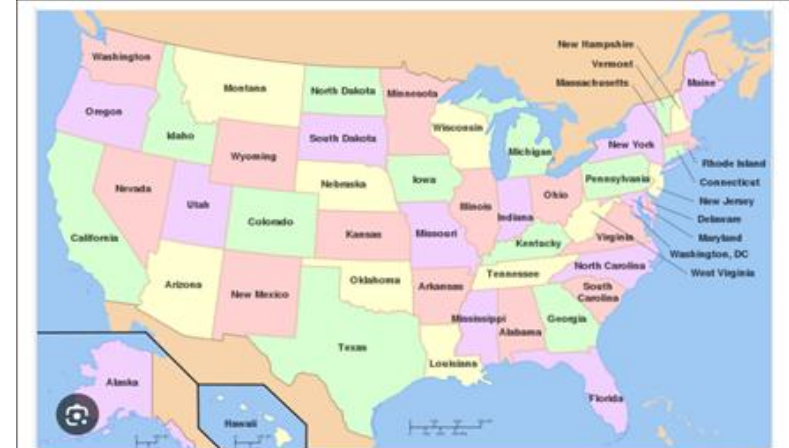 New Hampshire
Vermont
Massachusetts
Washington
Montana
North Dakota
Minnesota
Maine
Oregon
Idaho
Wisconsin
South Dakota
New York
Michigan
Wyoming
Rhode Island
Connecticut
Pennsylvania
Iowa
Nebraska
Nevada
Ohio
New Jersey
Utah
Illinois
Indiana
Delaware
Colorado
Kansas
Missouri
California
Virginia
Maryland
Kentucky
Washington, DC
North Carolina
West Virginia
Tennessee
Oklahoma
Arizona
Arkansas
New Mexico
South
Carolina
Mississippi
Georgia
Alabama
Texas
Louisiana
Alaska
Florida
Hawaii